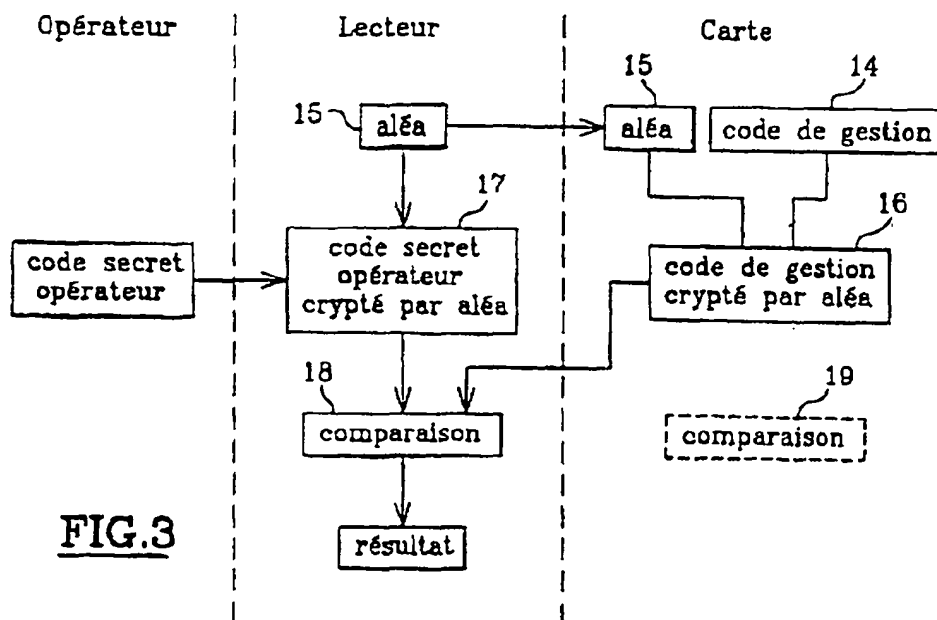 Opérateur
Lecteur
Carte
15
aléa
15
aléa
14
code de gestion
17
code secret
opérateur
code secret
opérateur
crypté par aléa
16
code de gestion
crypté par aléa
18
comparaison
19
comparaison
résultat
FIG.3